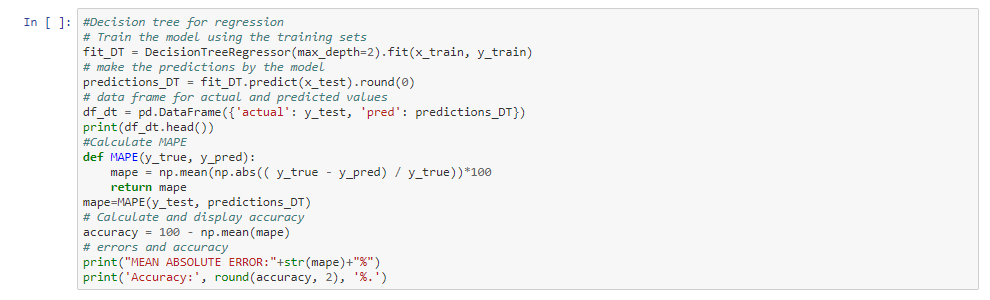 In [ ]: #Decision tree for regression
# Train the model using the training sets
fit_DT = DecisionTreeRegressor(max_depth=2).fit(x_train, y_train)
# make the predictions by the model
predictions_DT = fit_DT.predict(x_test).round(0)
# data frame for actual and predicted values
df_dt = pd.DataFrame({'actual': y_test, 'pred': predictions_DT})
print(df_dt.head())
#Calculate MAPE
def MAPE(y_true, y_pred):
    mape = np.mean(np.abs(( y_true - y_pred) / y_true))*100
    return mape
mape=MAPE(y_test, predictions_DT)
# Calculate and display accuracy
accuracy = 100 - np.mean(mape)
# errors and accuracy
print("MEAN ABSOLUTE ERROR:"+str(mape)+"%")
print('Accuracy:', round(accuracy, 2), '%.')